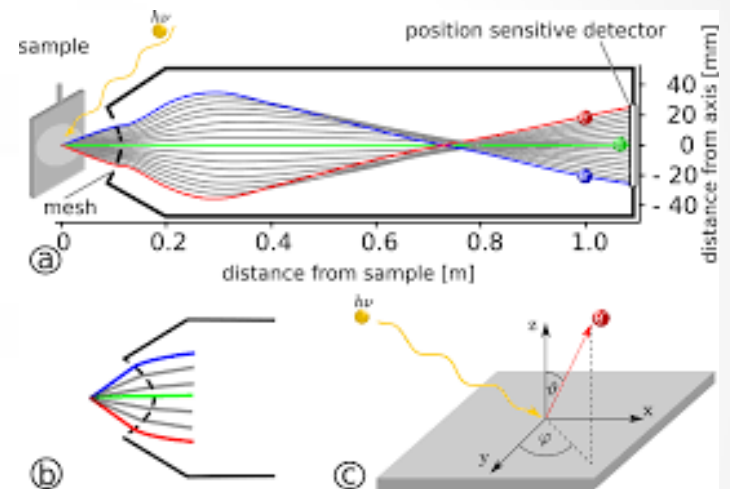 hν
sample
position sensitive detector
mesh
40
20
0
- 20
- 40
distance from axis [mm]
0
0.2
0.4
0.6
0.8
1.0
distance from sample [m]
a
hν
z
ϑ
x
y
φ
b
c